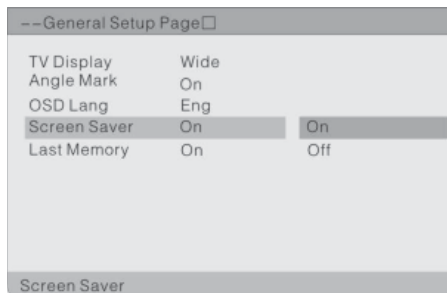 --General Setup Page□
TV Display Wide
Angle Mark On
OSD Lang Eng
Screen Saver On On
Last Memory On Off
Screen Saver